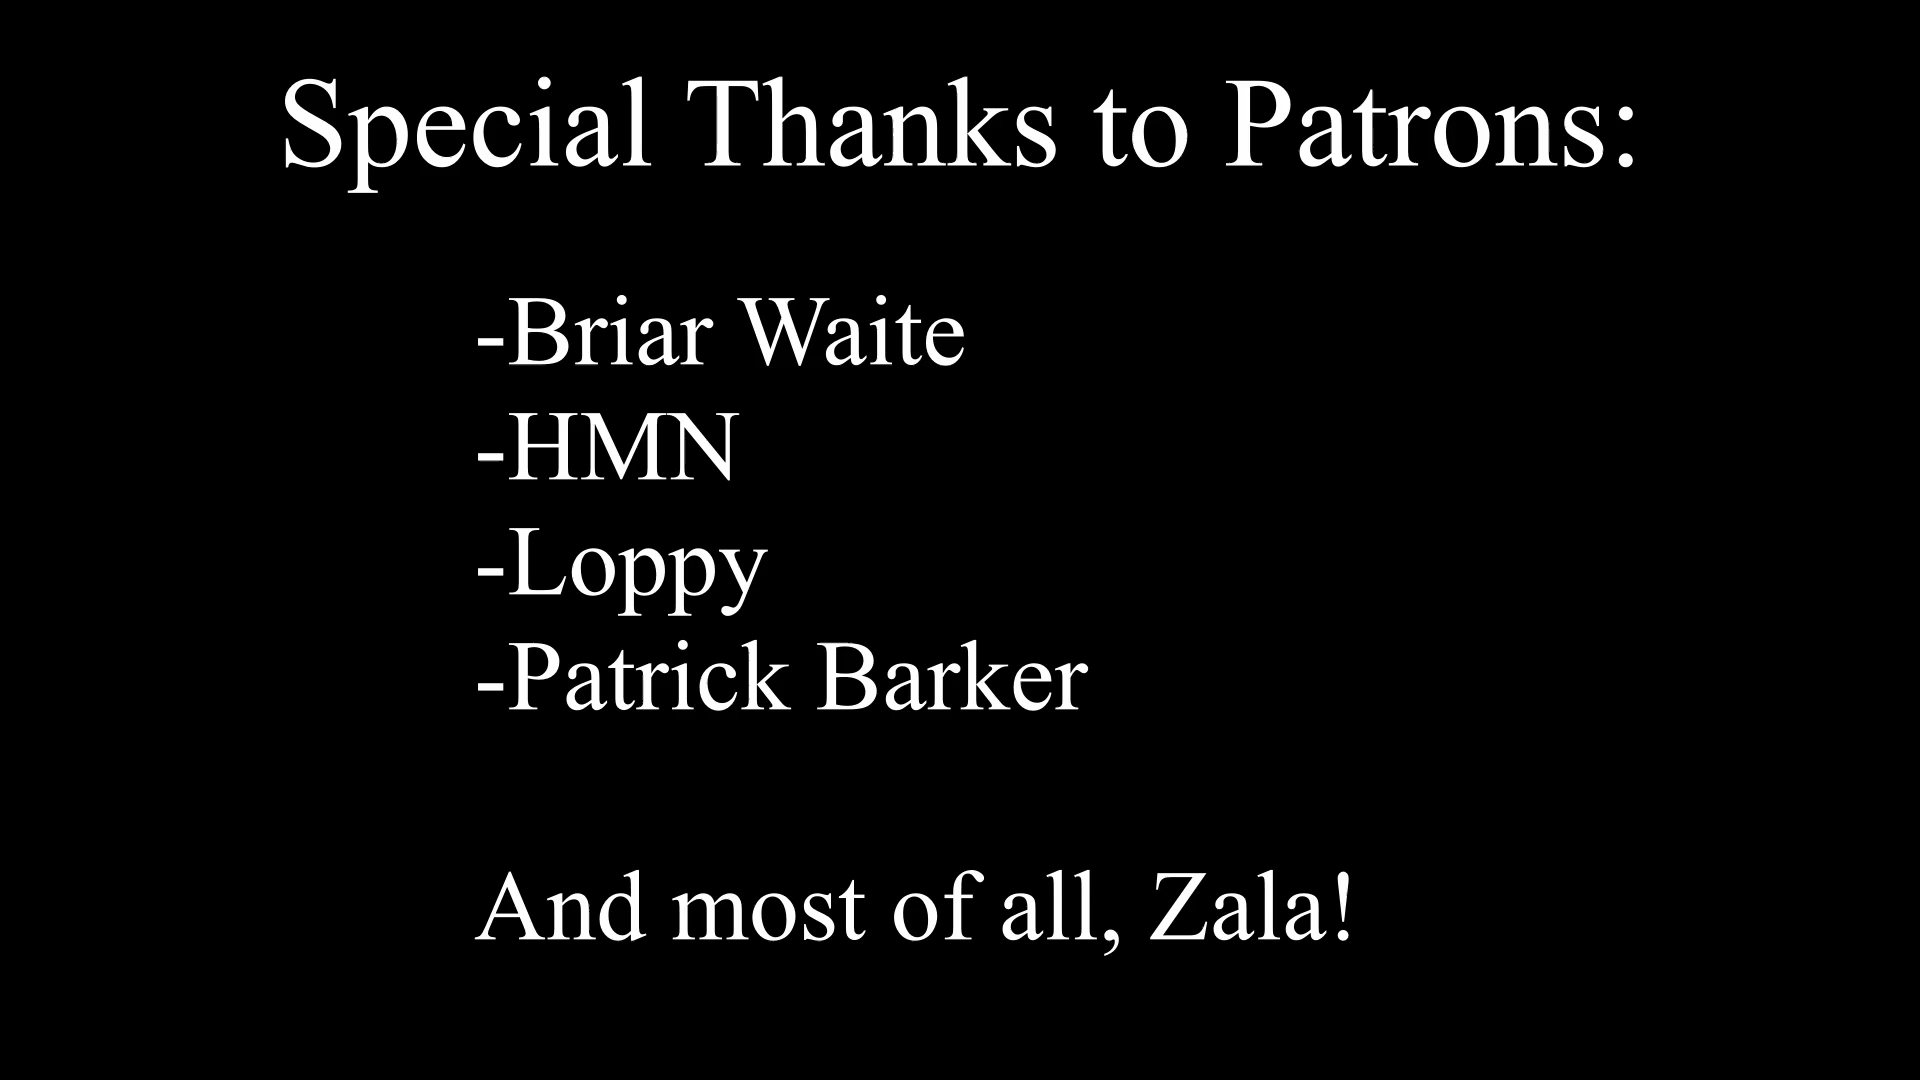 Special Thanks to Patrons:
-Briar Waite
-HMN
-Loppy
-Patrick Barker
And most of all, Zala!